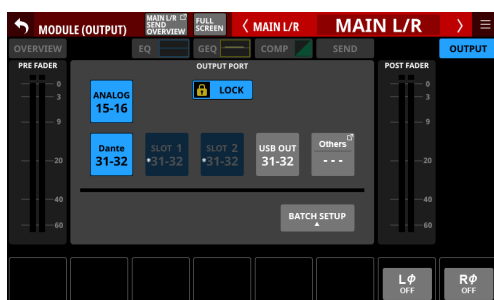 MODULE (OUTPUT)
MAIN L/R
SEND
OVERVIEW
FULL
SCREEN
MAIN L/R
MAIN L/R
OVERVIEW
EQ
GEQ
COMP
SEND
OUTPUT
PRE FADER
OUTPUT PORT
POST FADER
0
3
9
20
40
60
ANALOG
15-16
LOCK
Dante
31-32
SLOT 1
*31-32
SLOT 2
*31-32
USB OUT
31-32
Others
---
BATCH SETUP
0
3
9
20
40
60
LΦ
OFF
RΦ
OFF